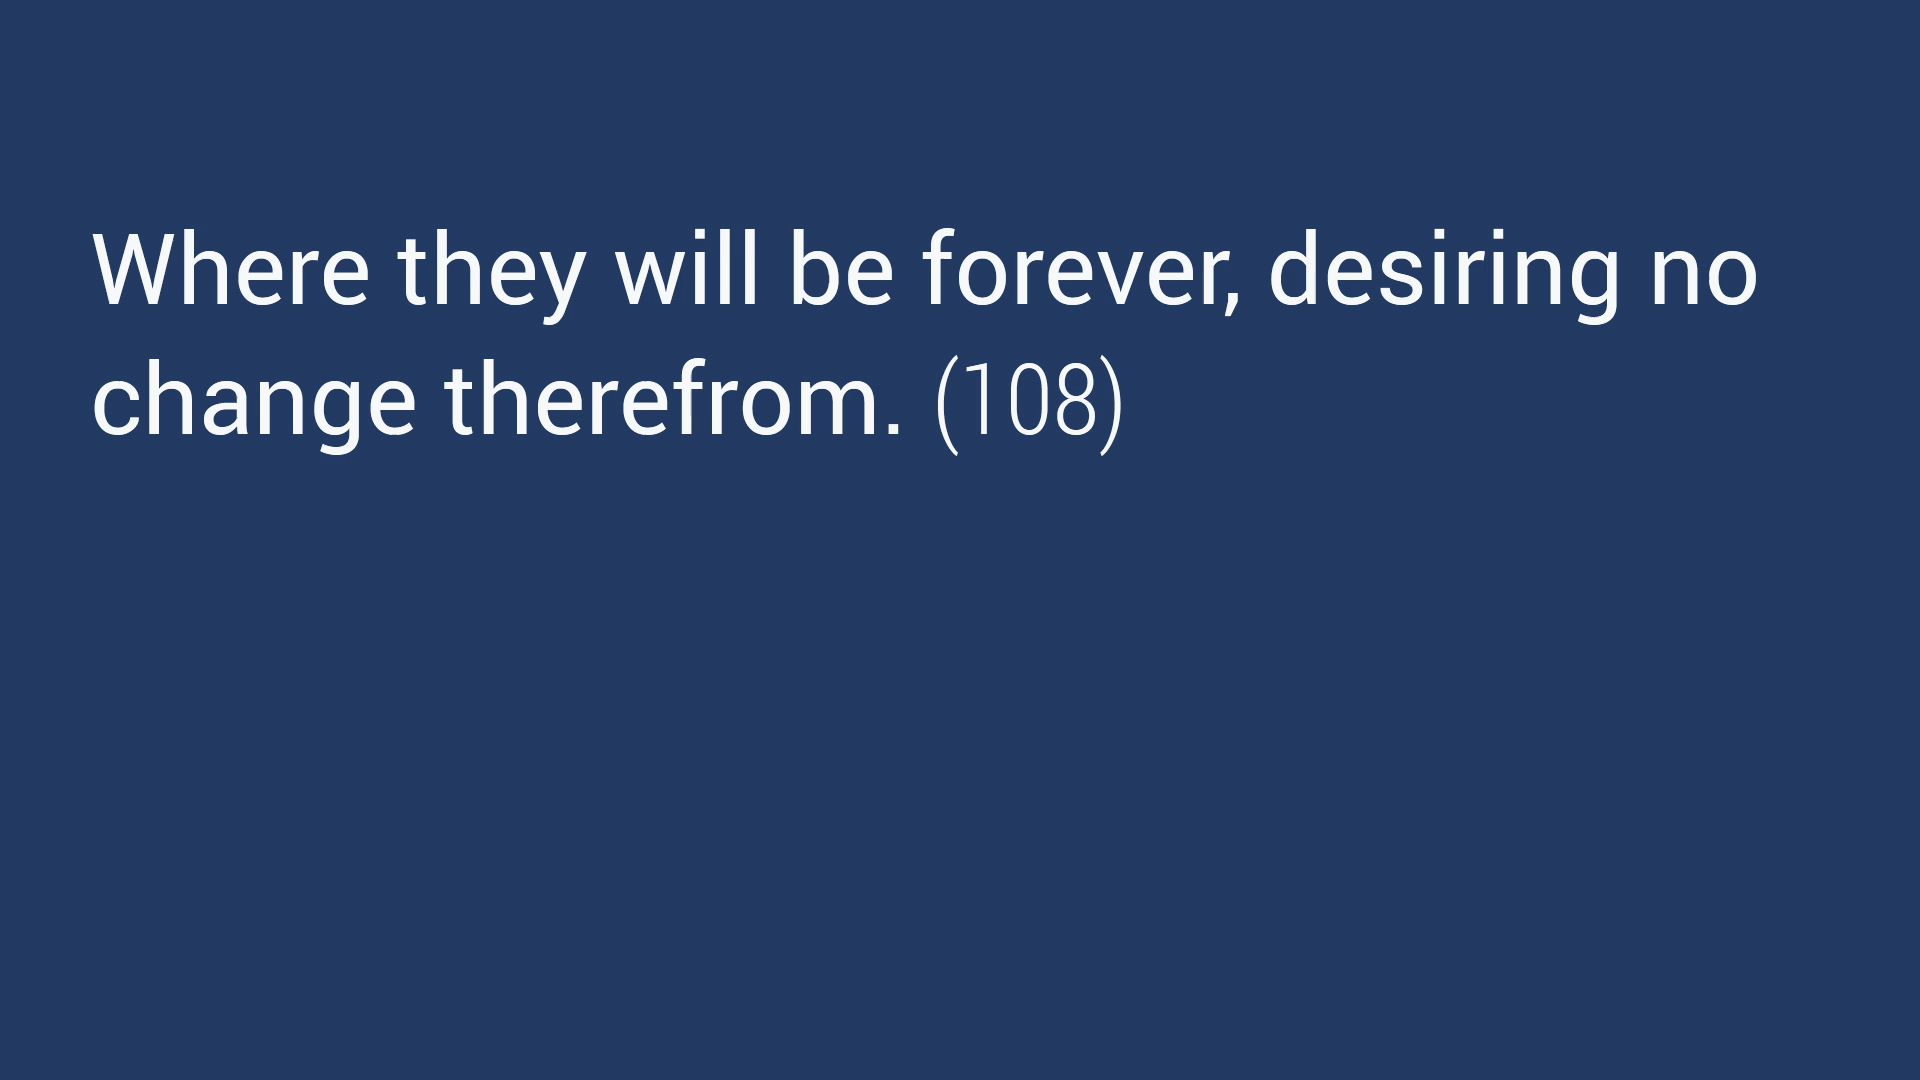 Where they will be forever, desiring no
change therefrom. (108)